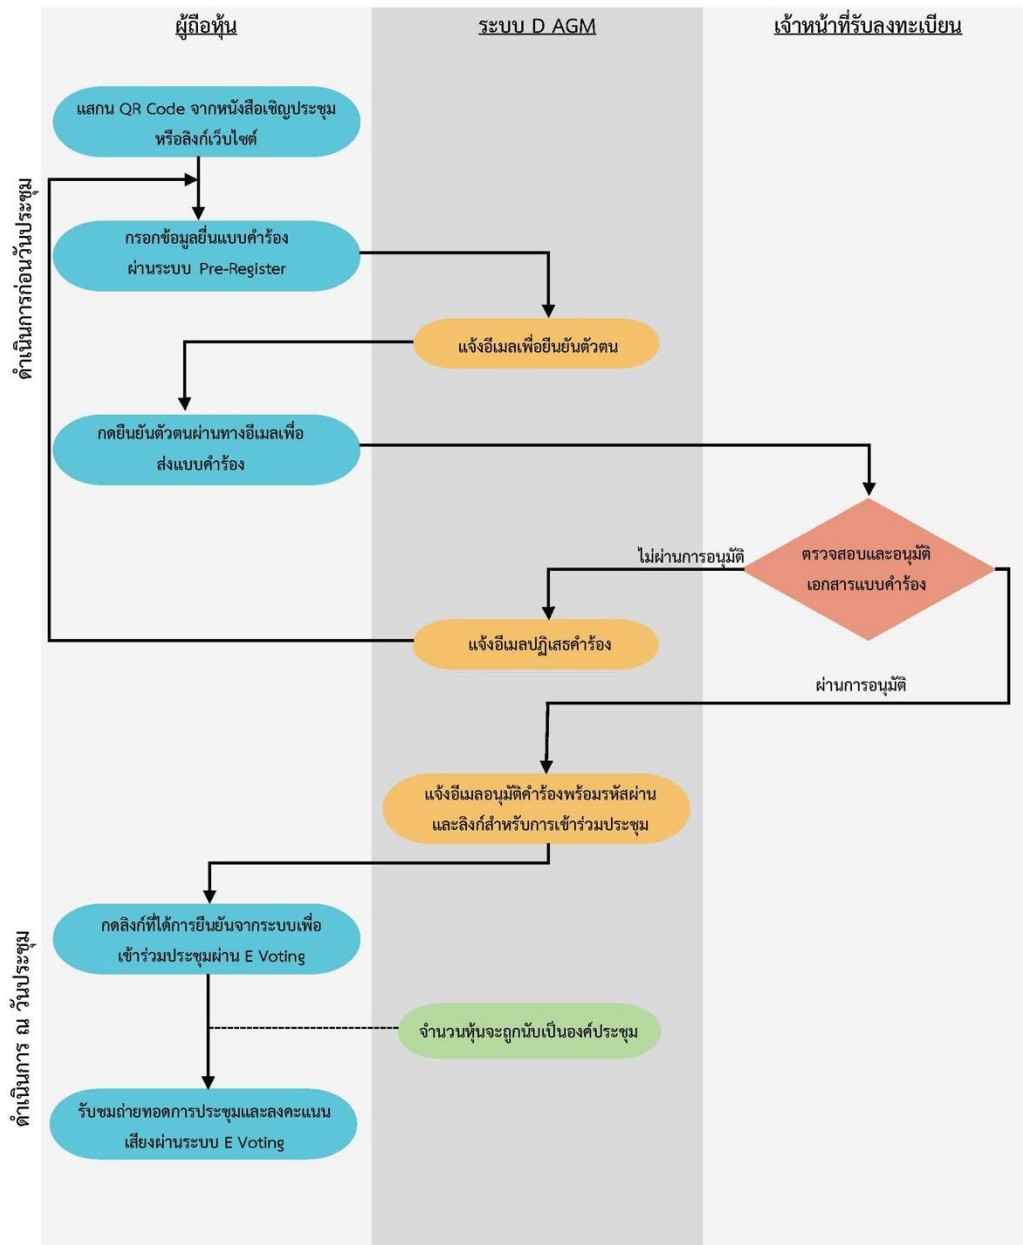 ผู้ถือหุ้น
ระบบ D AGM
เจ้าหน้าที่รับลงทะเบียน
ดำเนินการก่อนวันประชุม
แสกน QR Code จากหนังสือเชิญประชุม
หรือลิงก์เว็บไซต์
กรอกข้อมูลยื่นแบบคำร้อง
ผ่านระบบ Pre-Register
แจ้งอีเมลเพื่อยืนยันตัวตน
กดยืนยันตัวตนผ่านทางอีเมลเพื่อ
ส่งแบบคำร้อง
ตรวจสอบและอนุมัติ
เอกสารแบบคำร้อง
ไม่ผ่านการอนุมัติ
แจ้งอีเมลปฏิเสธคำร้อง
ผ่านการอนุมัติ
แจ้งอีเมลอนุมัติคำร้องพร้อมรหัสผ่าน
และลิงก์สำหรับการเข้าร่วมประชุม
ดำเนินการ ณ วันประชุม
กดลิงก์ที่ได้การยืนยันจากระบบเพื่อ
เข้าร่วมประชุมผ่าน E Voting
จำนวนหุ้นจะถูกนับเป็นองค์ประชุม
รับชมถ่ายทอดการประชุมและลงคะแนน
เสียงผ่านระบบ E Voting